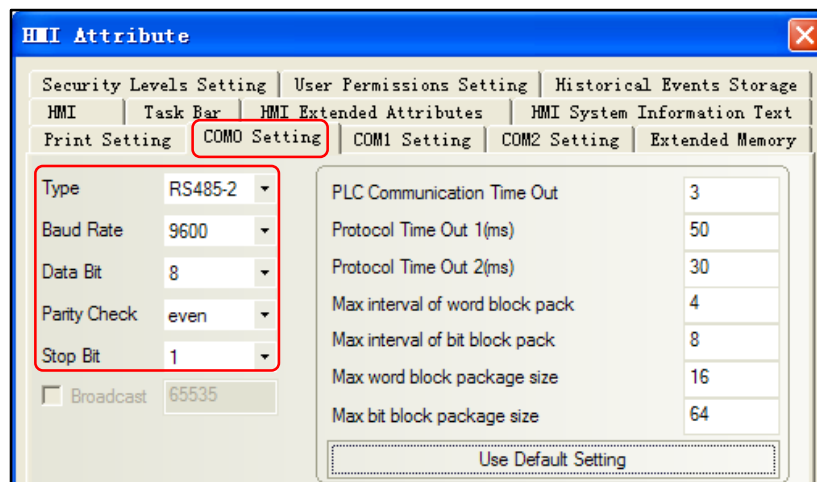 HMI Attribute
Security Levels Setting User Permissions Setting Historical Events Storage
HMI Task Bar HMI Extended Attributes HMI System Information Text
Print Setting COM0 Setting COM1 Setting COM2 Setting Extended Memory
Type RS485-2
Baud Rate 9600
Data Bit 8
Parity Check even
Stop Bit 1
Broadcast 65535
PLC Communication Time Out 3
Protocol Time Out 1(ms) 50
Protocol Time Out 2(ms) 30
Max interval of word block pack 4
Max interval of bit block pack 8
Max word block package size 16
Max bit block package size 64
Use Default Setting